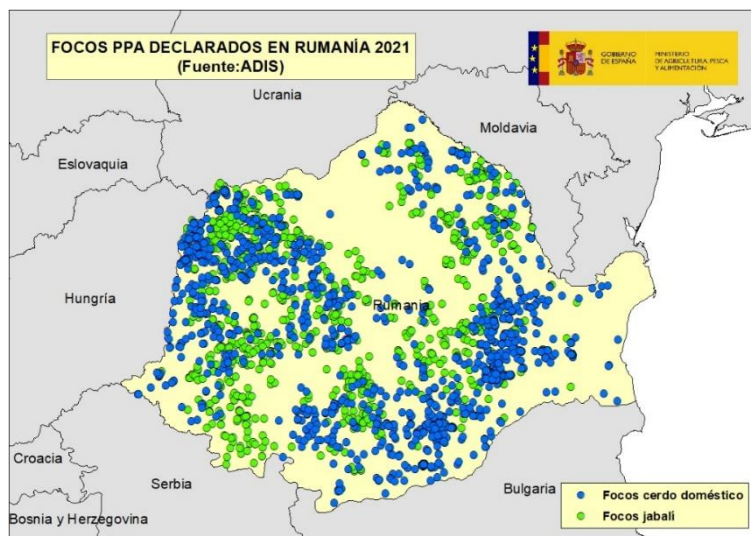 FOCOS PPA DECLARADOS EN RUMANÍA 2021
(Fuente:ADIS)
GOBIERNO
DE ESPAÑA
MINISTERIO
DE AGRICULTURA, PESCA
Y ALIMENTACIÓN
Ucrania
Moldavia
Eslovaquia
Hungría
Rumanía
Croacia
Serbia
Bulgaria
Bosnia y Herzegovina
Focos cerdo doméstico
Focos jabalí